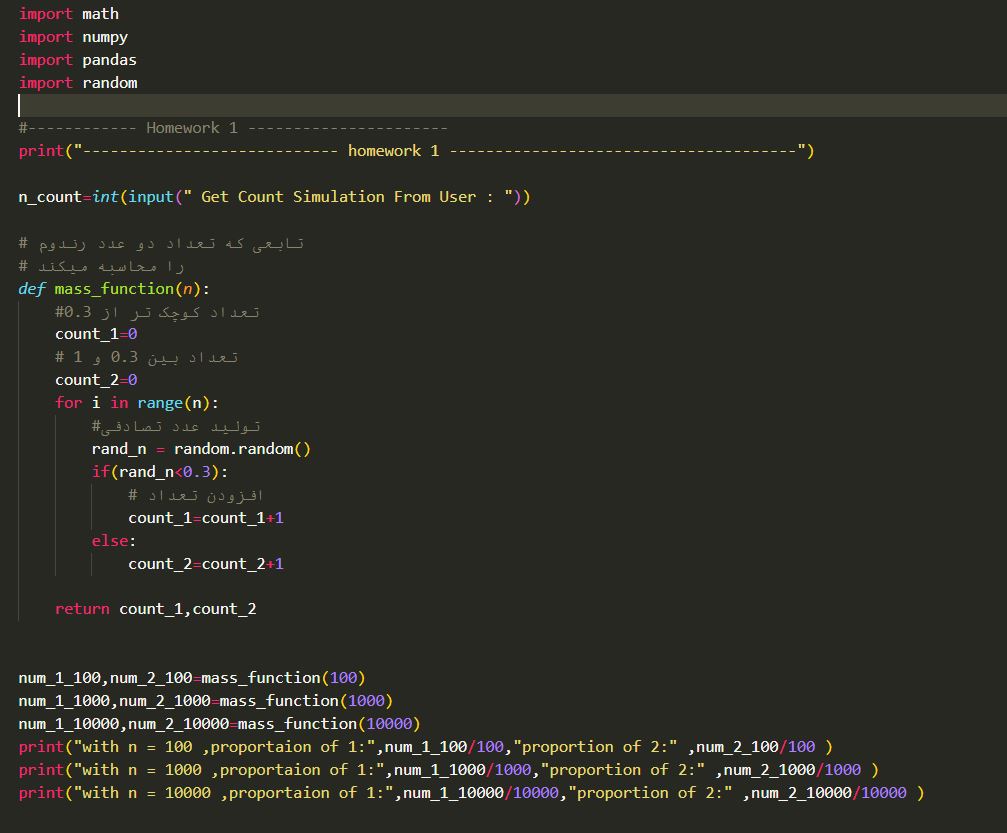 import math
import numpy
import pandas
import random
#------------ Homework 1 ----------------------
print("---------------------------- homework 1 --------------------------------------")
n_count=int(input(" Get Count Simulation From User : "))
# تابعی که تعداد دو عدد رندوم
# را محاسبه میکند
def mass_function(n):
    #تعداد کوچک تر از 0.3
    count_1=0
    # تعداد بین 0.3 و 1
    count_2=0
    for i in range(n):
        #تولید عدد تصادفی
        rand_n = random.random()
        if(rand_n<0.3):
            # افزودن تعداد
            count_1=count_1+1
        else:
            count_2=count_2+1
    return count_1,count_2
num_1_100,num_2_100=mass_function(100)
num_1_1000,num_2_1000=mass_function(1000)
num_1_10000,num_2_10000=mass_function(10000)
print("with n = 100 ,proportaion of 1:",num_1_100/100,"proportion of 2:" ,num_2_100/100 )
print("with n = 1000 ,proportaion of 1:",num_1_1000/1000,"proportion of 2:" ,num_2_1000/1000 )
print("with n = 10000 ,proportaion of 1:",num_1_10000/10000,"proportion of 2:" ,num_2_10000/10000 )